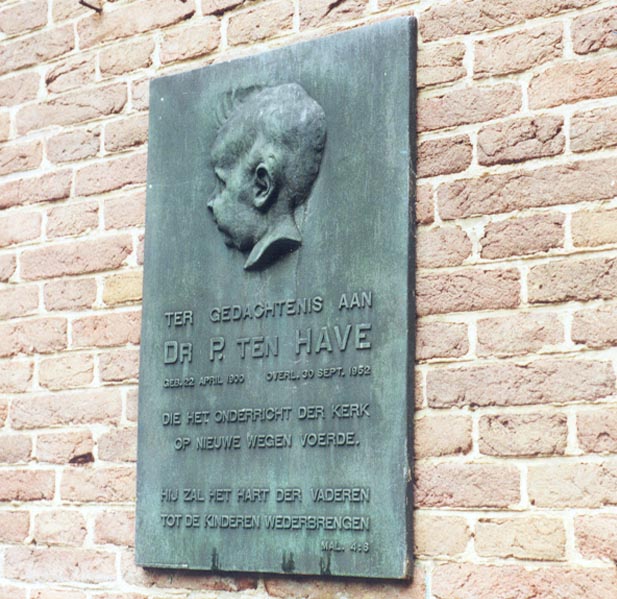 TER GEDACHTENIS AAN
DR P. TEN HAVE
GEB. 22 APRIL 1900 OVERL. 30 SEPT. 1952
DIE HET ONDERRICHT DER KERK
OP NIEUWE WEGEN VOERDE.
HIJ ZAL HET HART DER VADEREN
TOT DE KINDEREN WEDERBRENGEN
MAL. 4:6